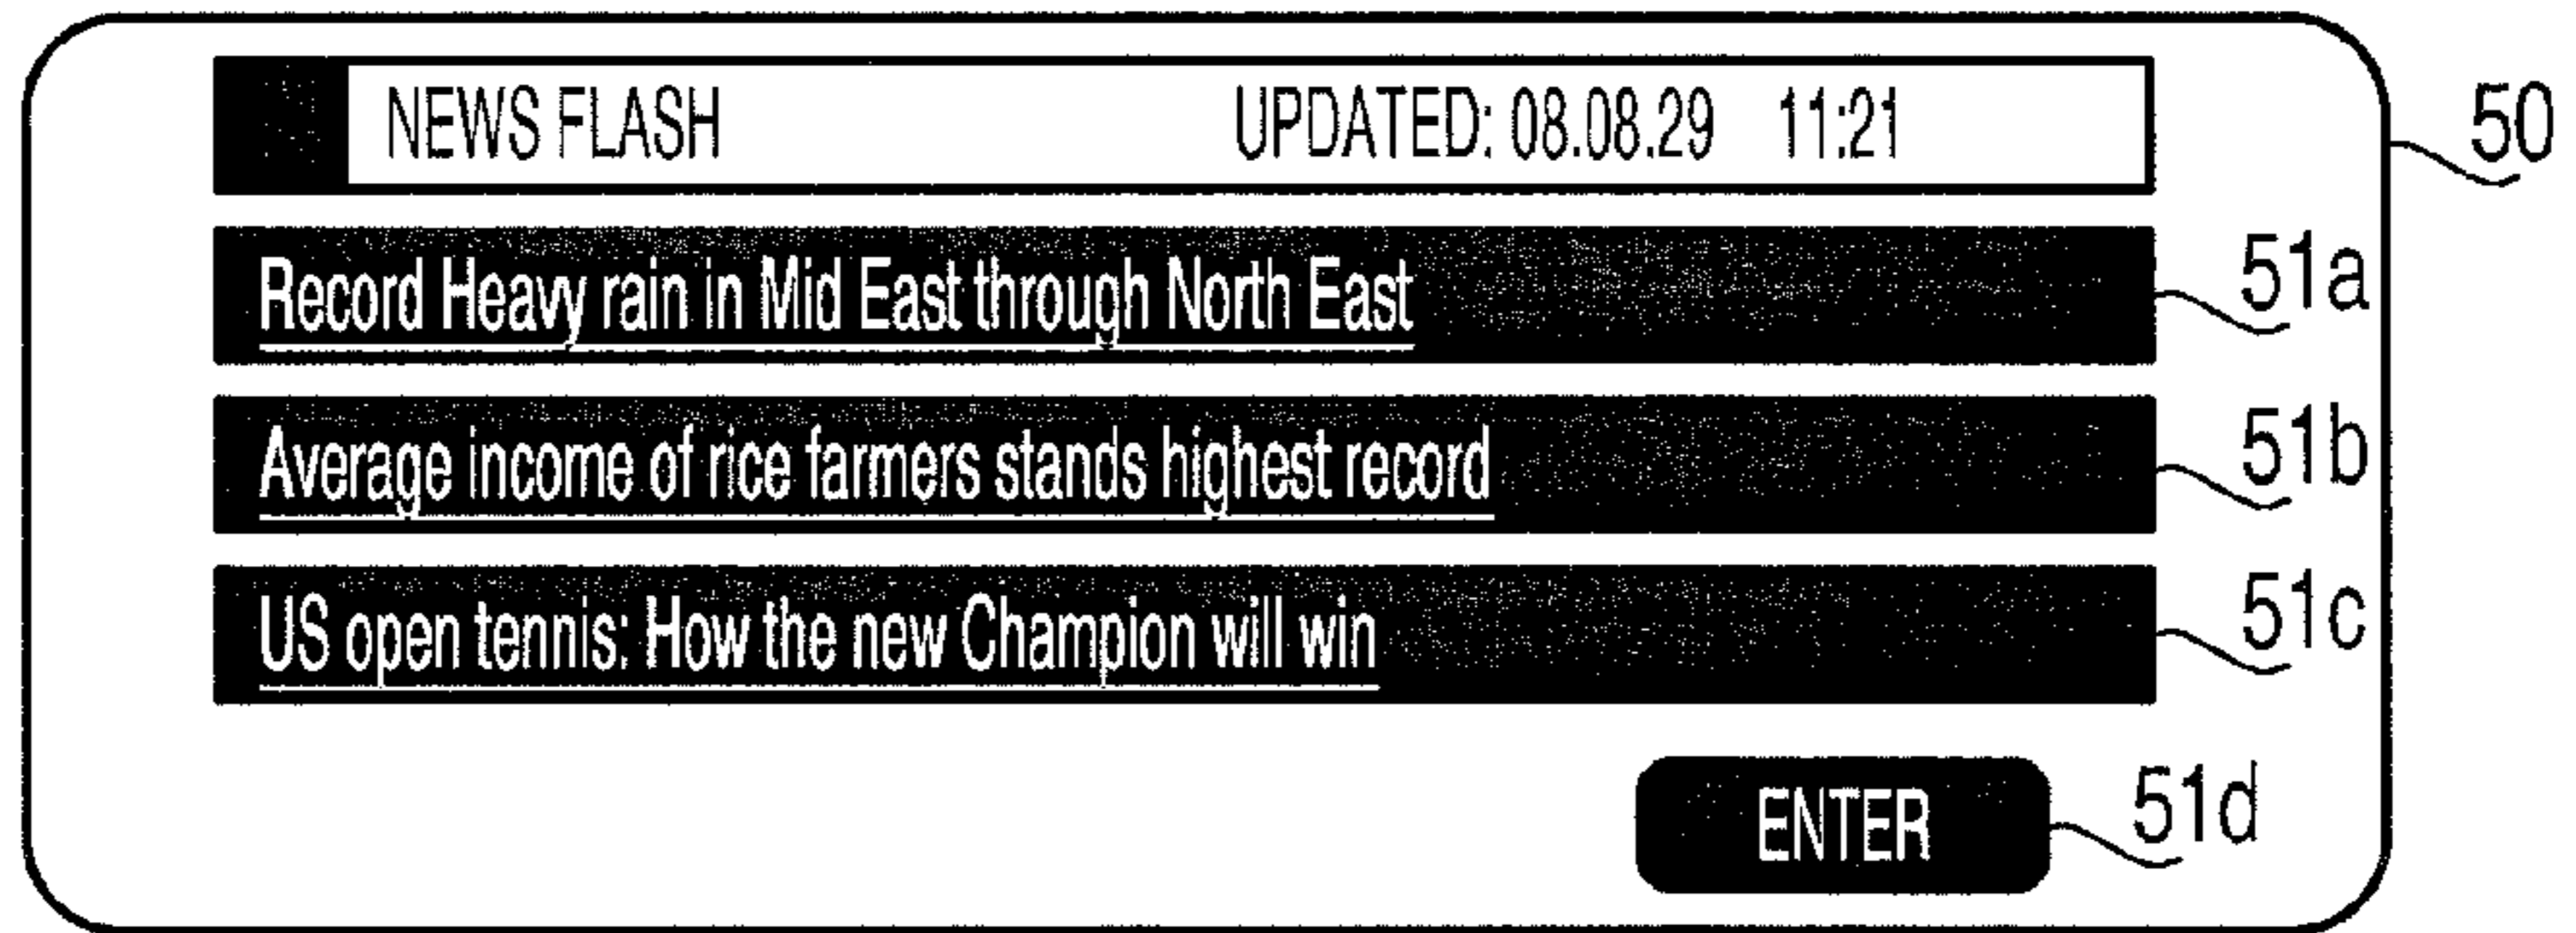 NEWS FLASH UPDATED: 08.08.29 11:21
50
Record Heavy rain in Mid East through North East
51a
Average income of rice farmers stands highest record
51b
US open tennis: How the new Champion will win
51c
ENTER
51d